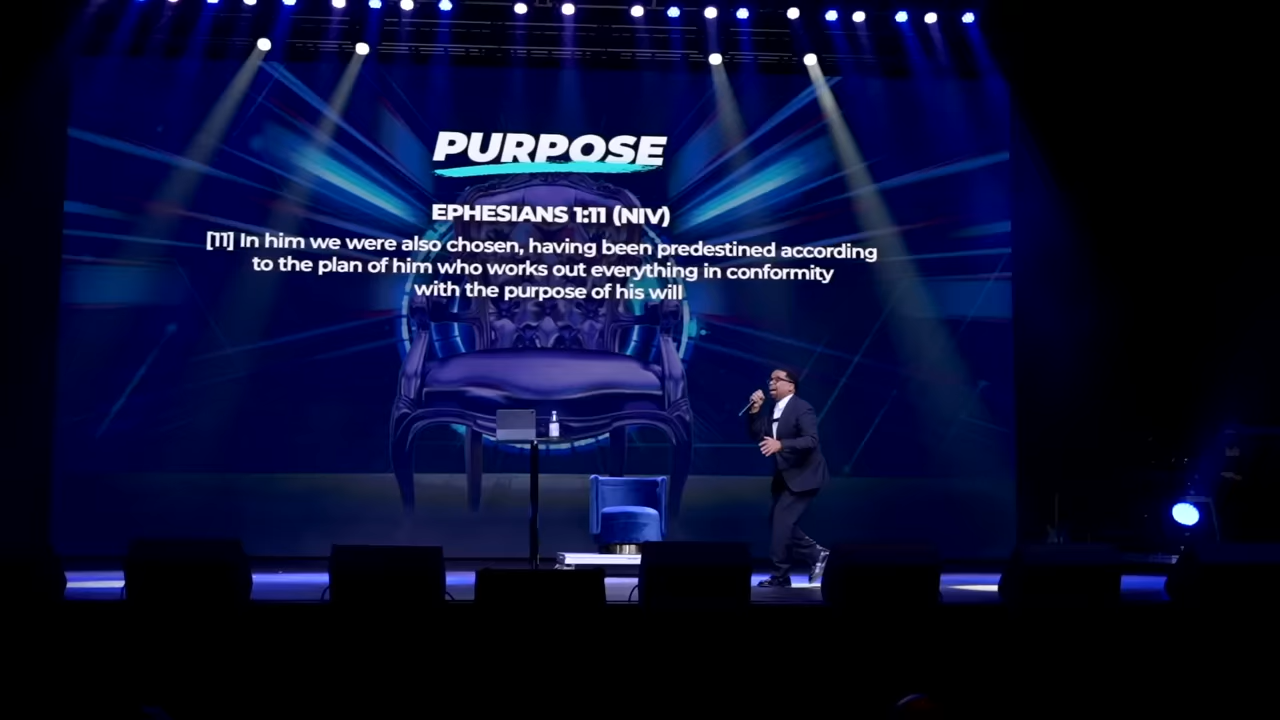 PURPOSE
EPHESIANS 1:11 (NIV)
[11] In him we were also chosen, having been predestined according
to the plan of him who works out everything in conformity
with the purpose of his will